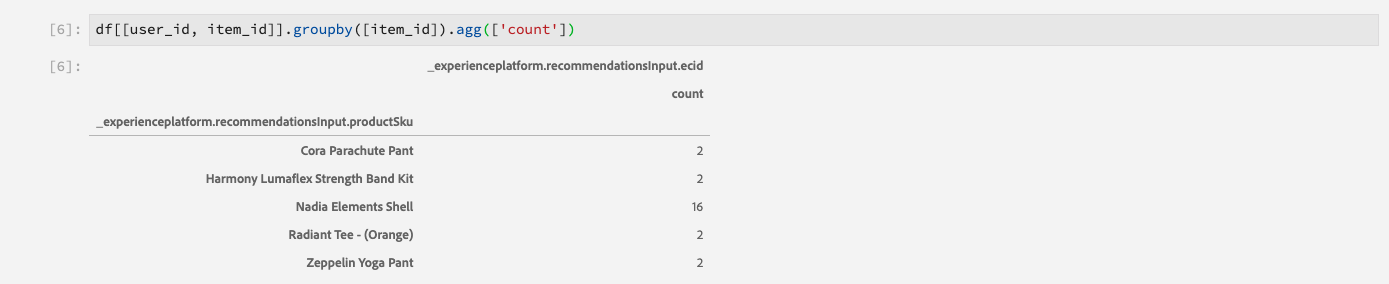 [6]: df[[user_id, item_id]].groupby([item_id]).agg(['count'])
[6]: _experienceplatform.recommendationsInput.ecid
count
_experienceplatform.recommendationsInput.productSku
Cora Parachute Pant 2
Harmony Lumaflex Strength Band Kit 2
Nadia Elements Shell 16
Radiant Tee - (Orange) 2
Zeppelin Yoga Pant 2